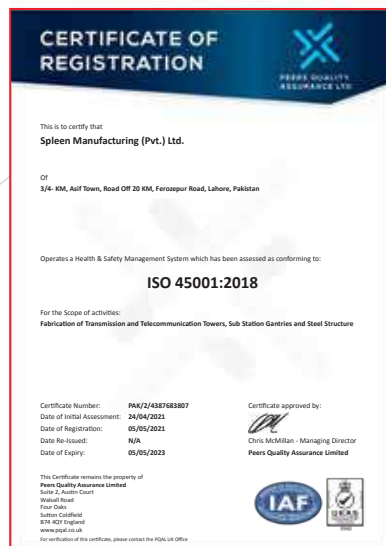 CERTIFICATE OF
REGISTRATION
PEERS QUALITY
ASSURANCE LTD
This is to certify that
Spleen Manufacturing (Pvt.) Ltd.
Of
3/4- KM, Asif Town, Road Off 20 KM, Ferozepur Road, Lahore, Pakistan
Operates a Health & Safety Management System which has been assessed as conforming to:
ISO 45001:2018
For the Scope of activities:
Fabrication of Transmission and Telecommunication Towers, Sub Station Gantries and Steel Structure
Certificate Number: PAK/2/4387683807
Date of Initial Assessment: 24/04/2021
Date of Registration: 05/05/2021
Date Re-Issued: N/A
Date of Expiry: 05/05/2023
Certificate approved by:
Chris McMillan - Managing Director
Peers Quality Assurance Limited
This Certificate remains the property of
Peers Quality Assurance Limited
Suite 2, Austin Court
Walsall Road
Four Oaks
Sutton Coldfield
B74 4QY England
www.pqal.co.uk
For verification of this certificate, please contact the PQAL UK Office
IAF
UKAS